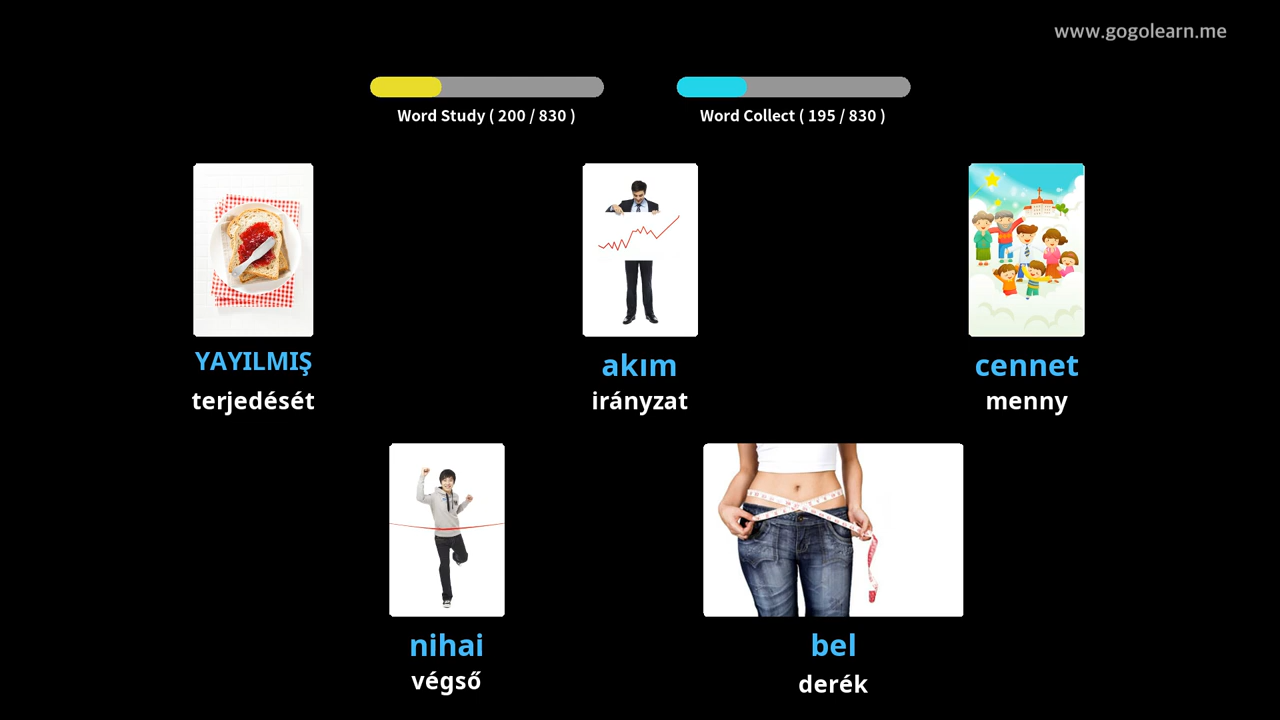 www.gogolearn.me
Word Study ( 200 / 830 )
Word Collect ( 195 / 830 )
YAYILMIŞ
terjedését
akım
irányzat
cennet
menny
nihai
végső
bel
derék